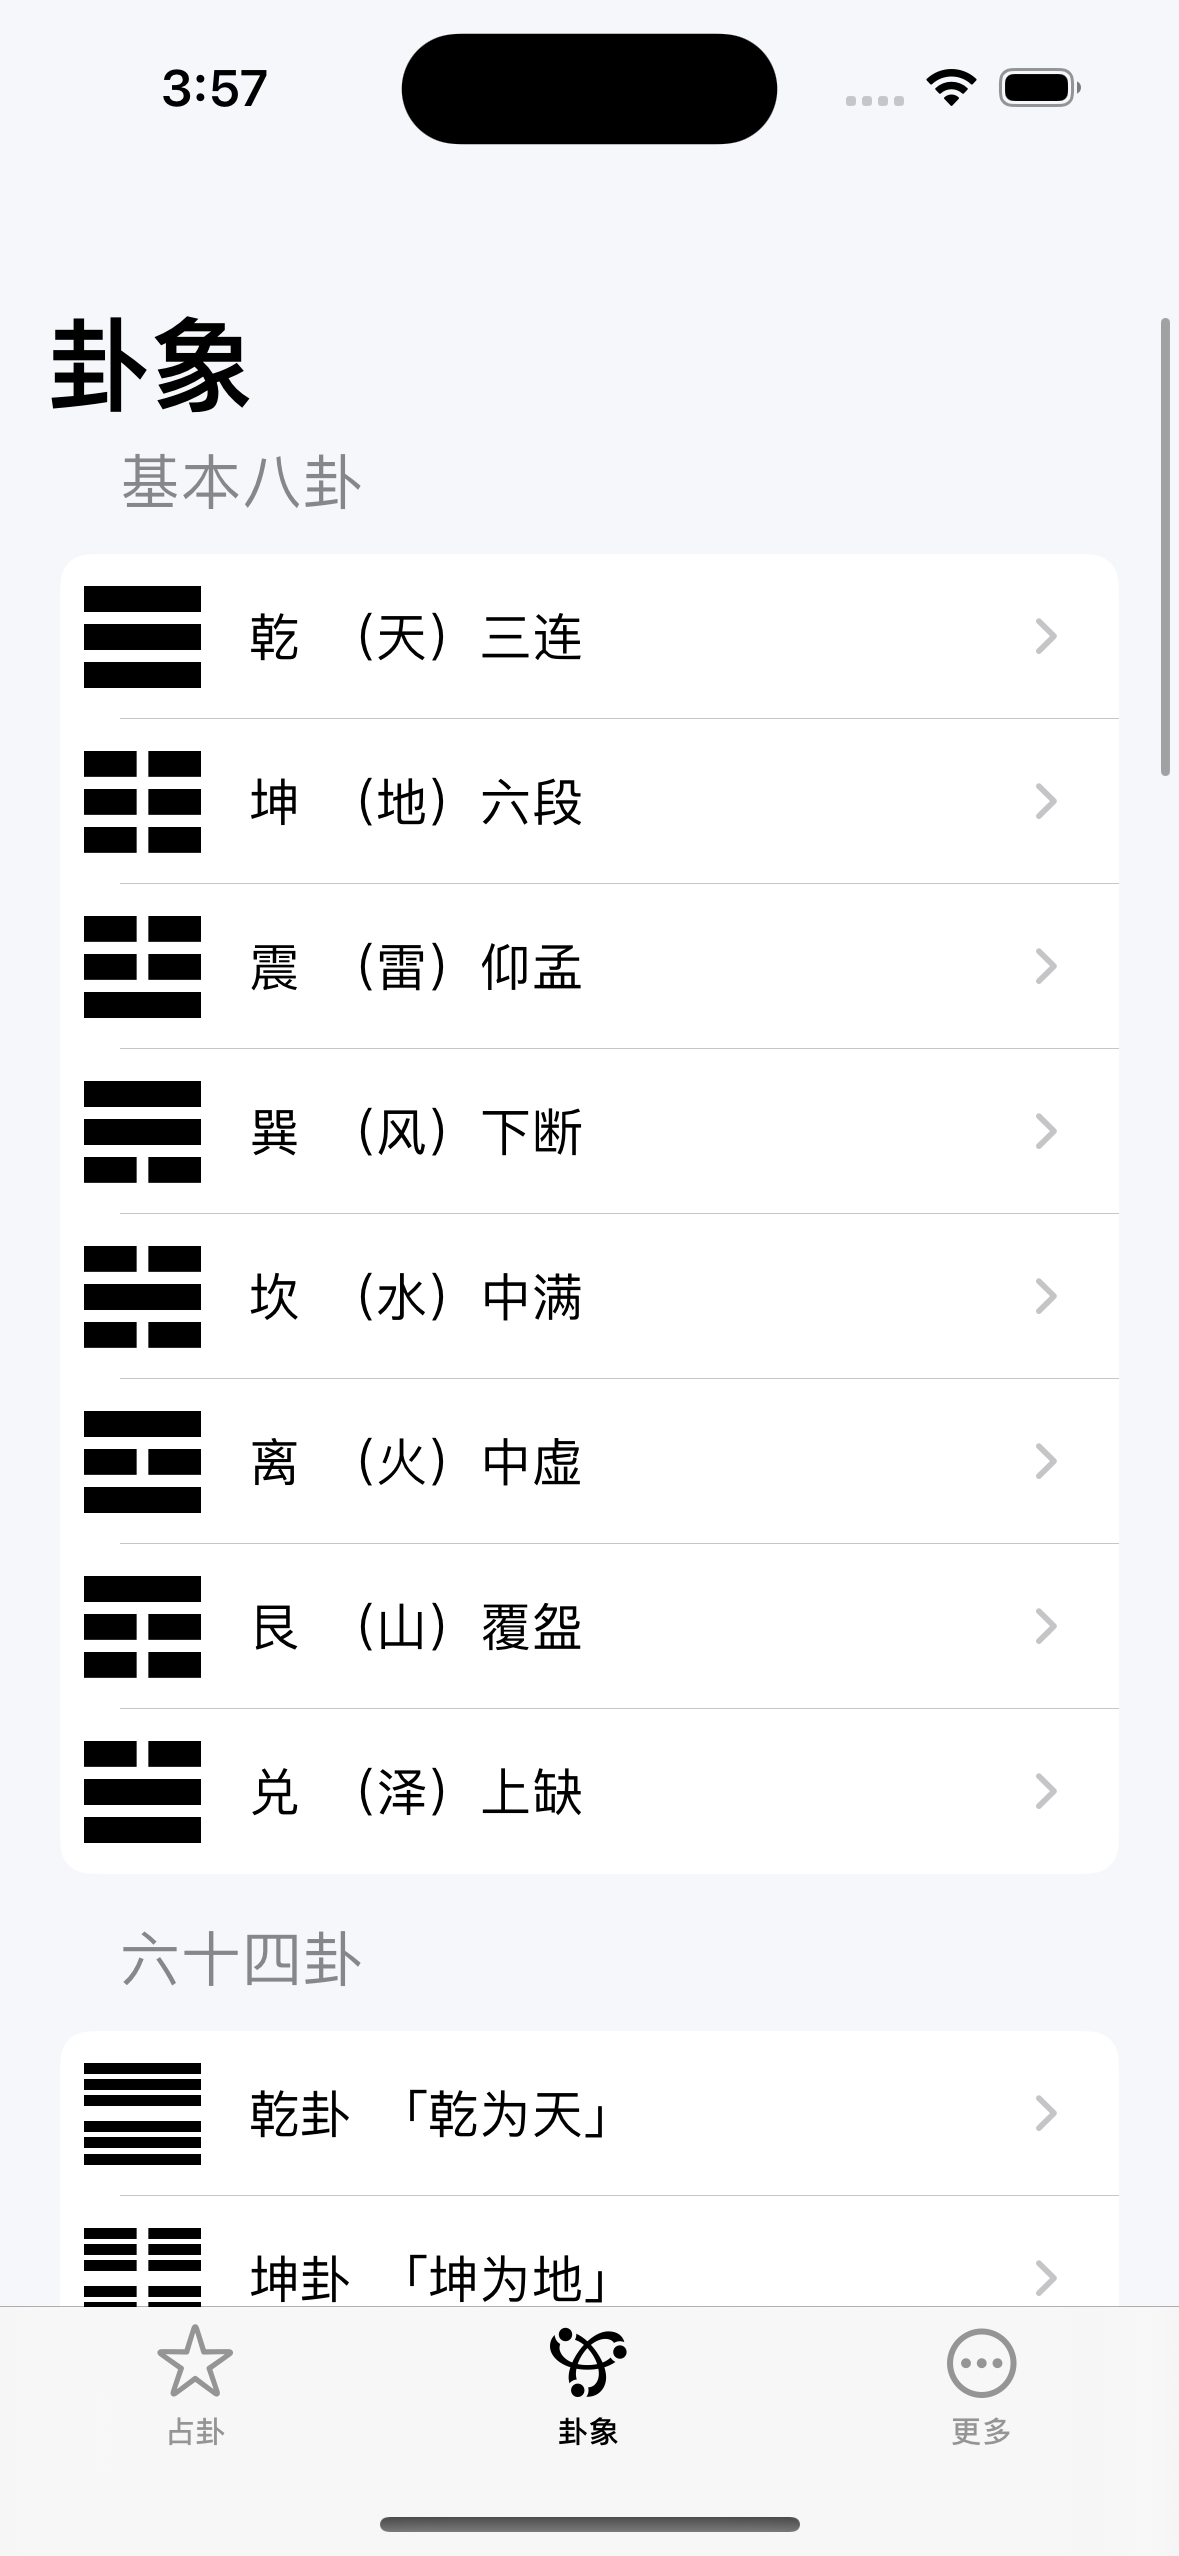 3:57
卦象
基本八卦
乾 （天）三连
坤 （地）六段
震 （雷）仰孟
巽 （风）下断
坎 （水）中满
离 （火）中虚
艮 （山）覆盌
兑 （泽）上缺
六十四卦
乾卦 「乾为天」
坤卦 「坤为地」
占卦
卦象
更多